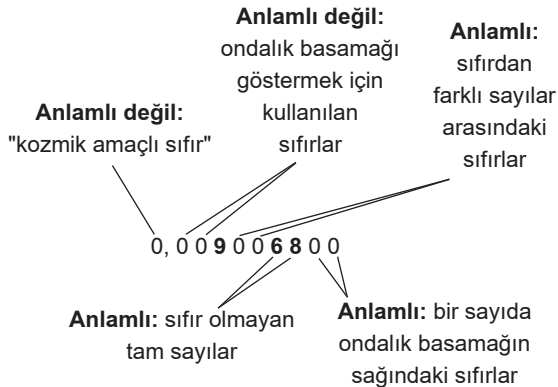 Anlamlı değil:
"kozmik amaçlı sıfır"
Anlamlı değil:
ondalık basamağı
göstermek için
kullanılan
sıfırlar
Anlamlı:
sıfırdan
farklı sayılar
arasındaki
sıfırlar
0, 0 0 9 0 0 6 8 0 0
Anlamlı: sıfır olmayan
tam sayılar
Anlamlı: bir sayıda
ondalık basamağın
sağındaki sıfırlar